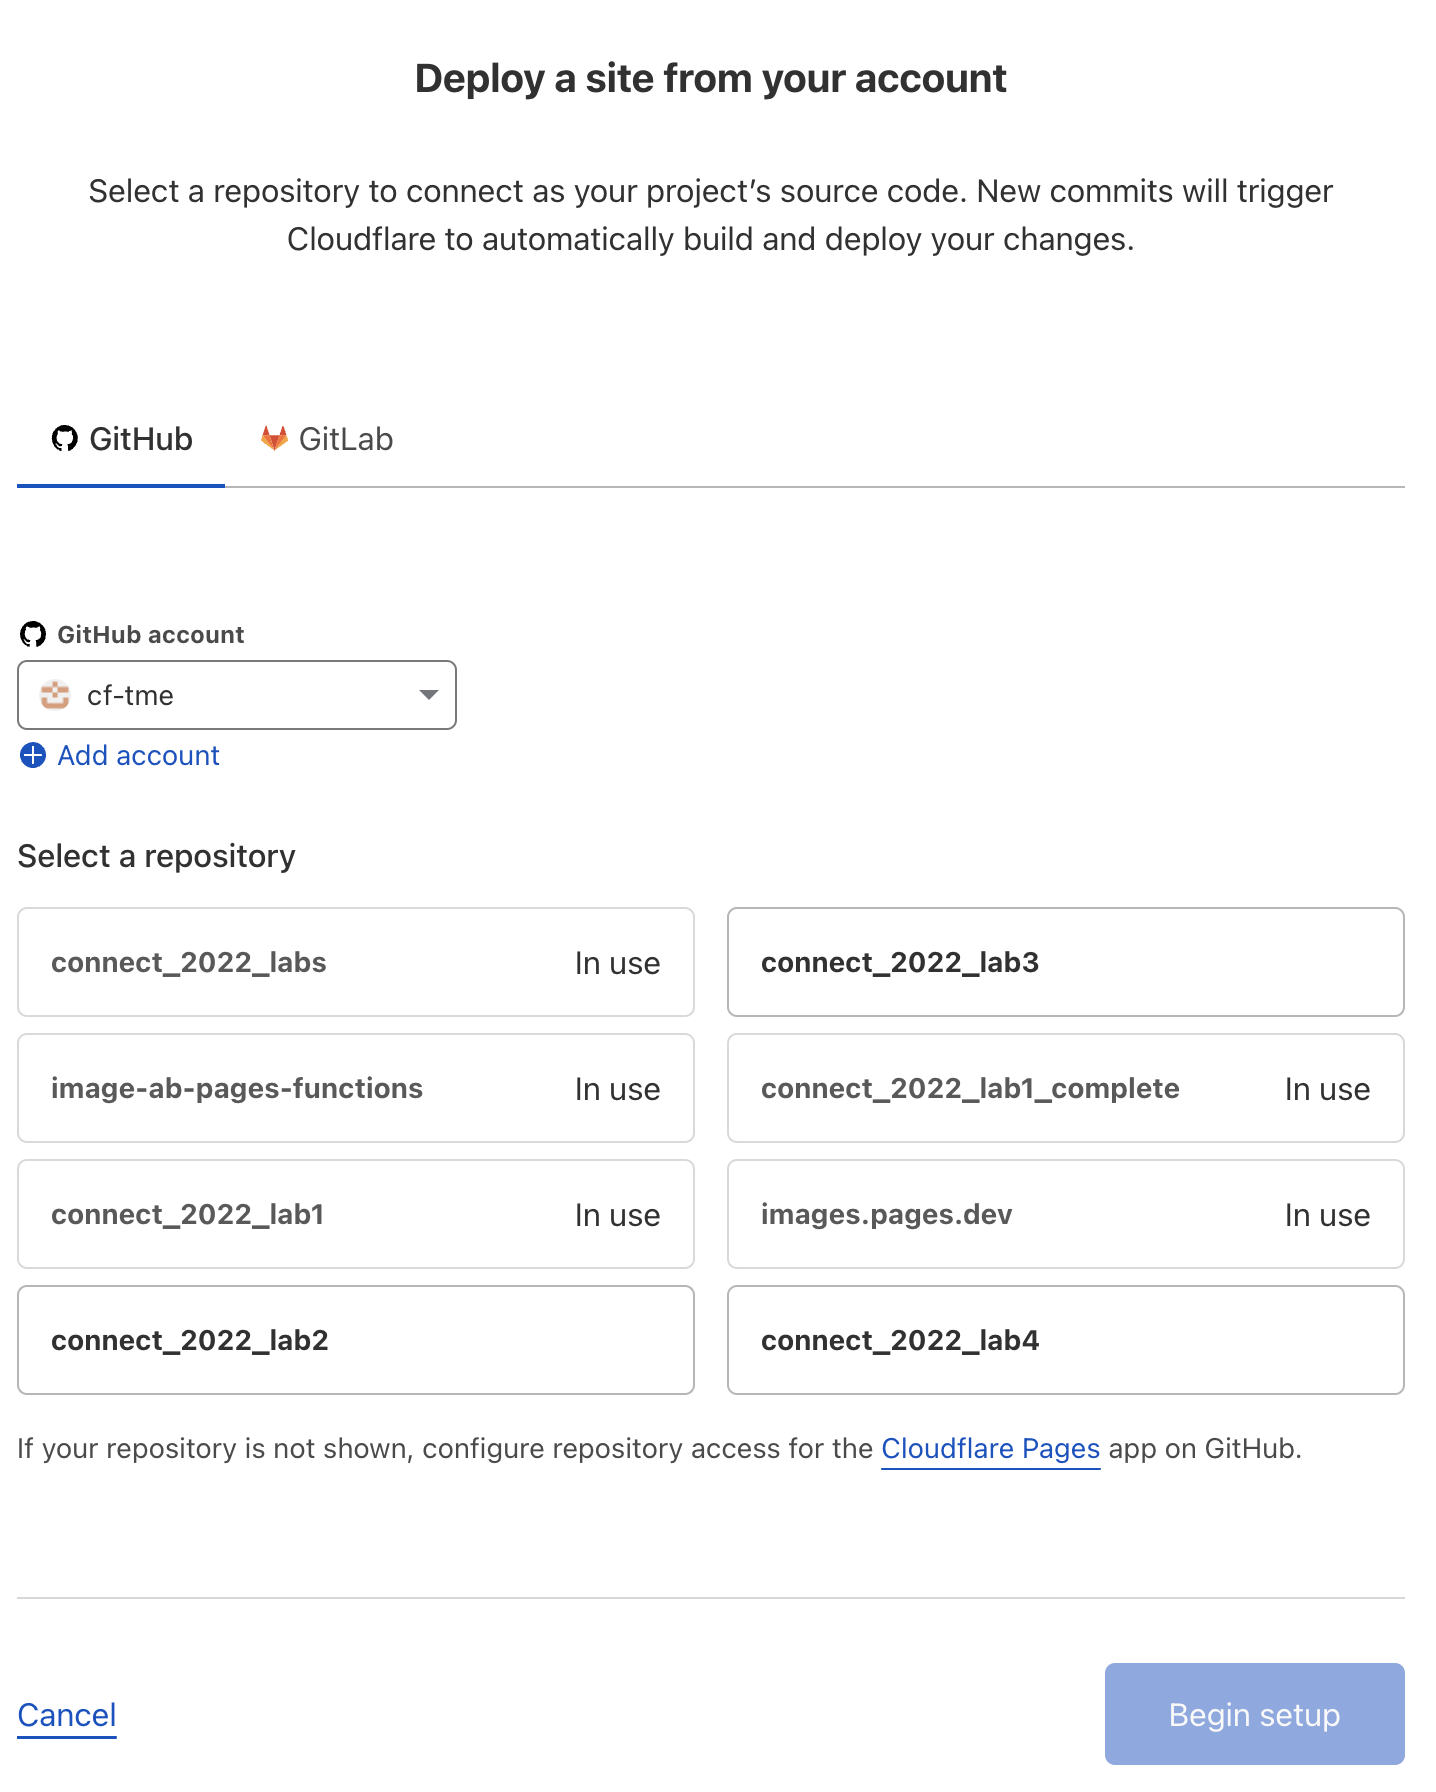 Deploy a site from your account
Select a repository to connect as your project’s source code. New commits will trigger
Cloudflare to automatically build and deploy your changes.
GitHub
GitLab
GitHub account
cf-tme
Add account
Select a repository
connect_2022_labs In use
connect_2022_lab3
image-ab-pages-functions In use
connect_2022_lab1_complete In use
connect_2022_lab1 In use
images.pages.dev In use
connect_2022_lab2
connect_2022_lab4
If your repository is not shown, configure repository access for the Cloudflare Pages app on GitHub.
Cancel
Begin setup